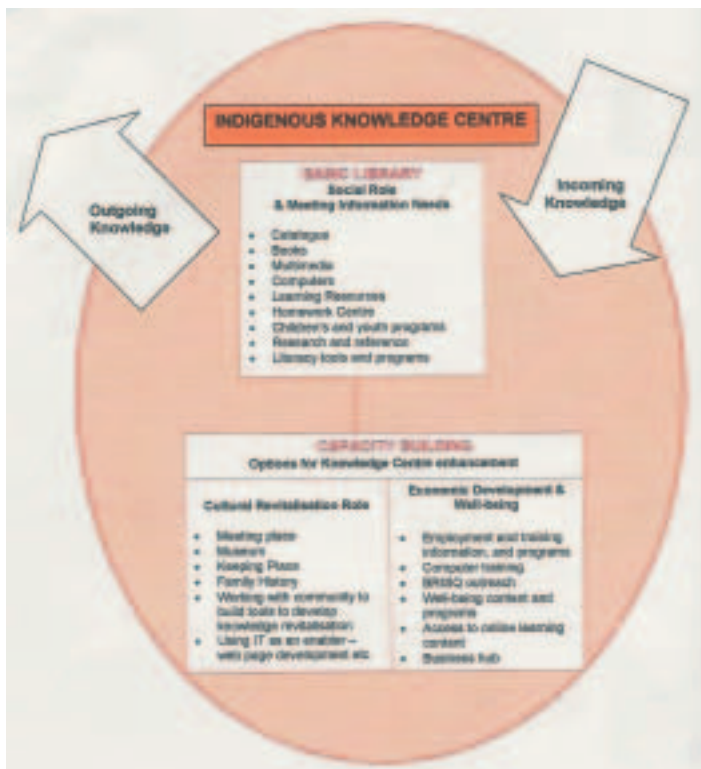 INDIGENOUS KNOWLEDGE CENTRE
BASIC LIBRARY
Social Role
& Meeting Information Needs
Catalogue
Books
Multimedia
Computers
Learning Resources
Homework Centre
Children's and youth programs
Research and reference
Literacy tools and programs
Outgoing
Knowledge
Incoming
Knowledge
CAPACITY BUILDING
Options for Knowledge Centre enhancement
Cultural Revitalisation Role
Meeting place
Museum
Keeping Place
Family History
Working with community to
build tools to develop
knowledge revitalisation
Using IT as an enabler –
web page development etc
Economic Development &
Well-being
Employment and training
information, and programs
Computer training
outreach
Well-being content and
programs
Access to online learning
content
Business hub